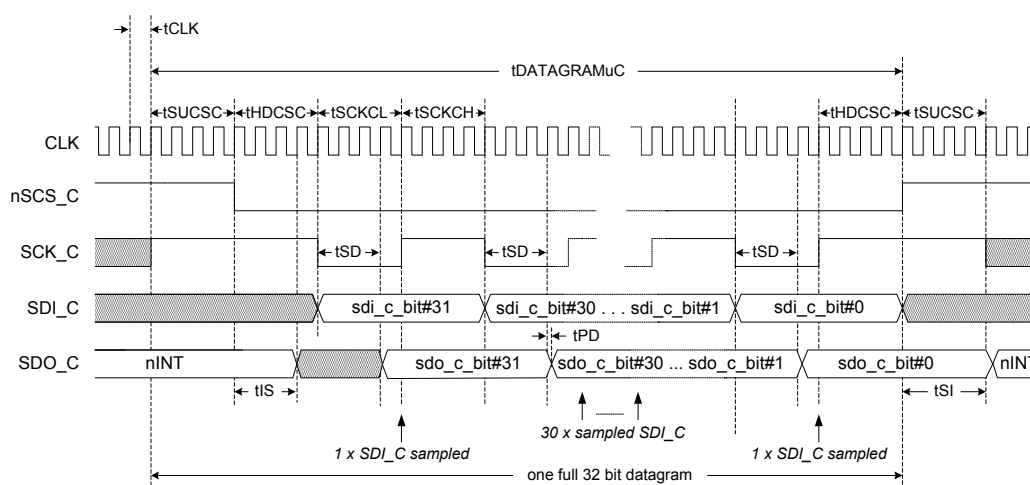 tCLK
tDATAGRAMuC
tSUCSC tHDCSC tSCKCL tSCKCH tHDCSC tSUCSC
CLK
nSCS_C
SCK_C tSD tSD tSD
SDI_C sdi_c_bit#31 sdi_c_bit#30 . . . sdi_c_bit#1 sdi_c_bit#0
tPD
SDO_C nINT sdo_c_bit#31 sdo_c_bit#30 ... sdo_c_bit#1 sdo_c_bit#0 nINT
tIS tSI
30 x sampled SDI_C
1 x SDI_C sampled 1 x SDI_C sampled
one full 32 bit datagram